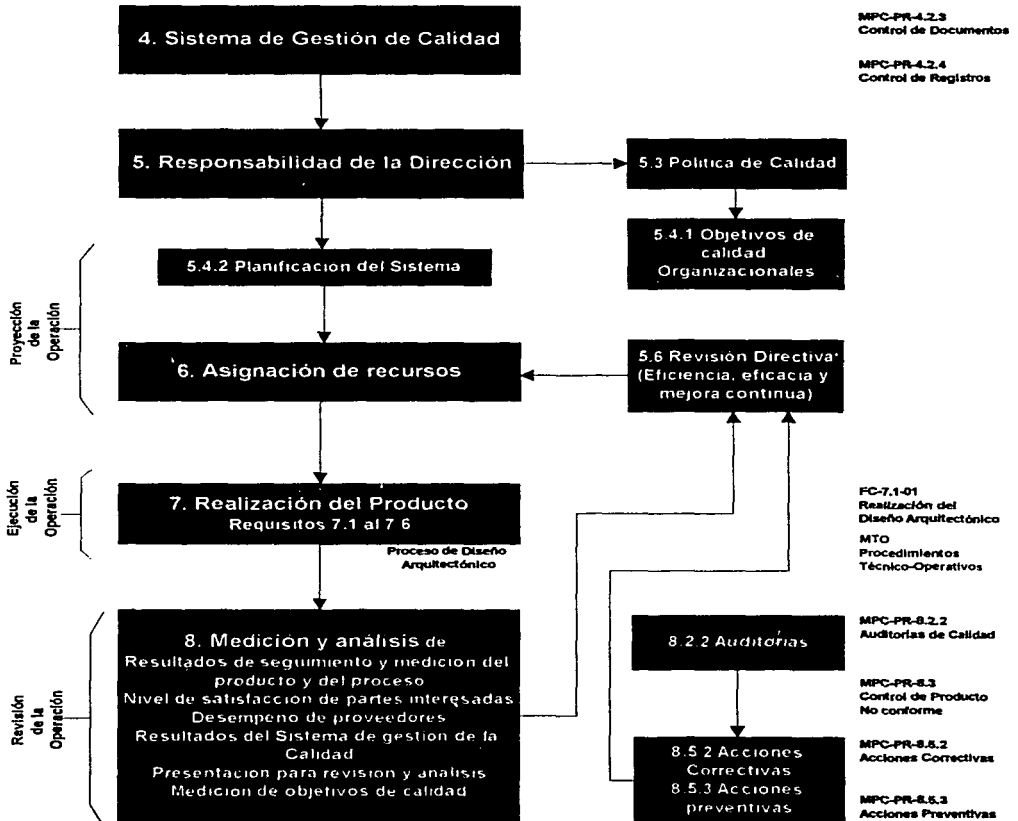 4. Sistema de Gestión de Calidad
MPC-PR-4.2.3
Control de Documentos
MPC-PR-4.2.4
Control de Registros
5. Responsabilidad de la Dirección
5.3 Política de Calidad
5.4.1 Objetivos de
calidad
Organizacionales
Proyección
de la
Operación
5.4.2 Planificación del Sistema
6. Asignación de recursos
5.6 Revisión Directiva
(Eficiencia, eficacia y
mejora continua)
Ejecución
de la
Operación
7. Realización del Producto
Requisitos 7.1 al 7 6
Proceso de Diseño
Arquitectónico
FC-7.1-01
Realización del
Diseño Arquitectónico
MTO
Procedimientos
Técnico-Operativos
Revisión
de la
Operación
8. Medición y análisis de
Resultados de seguimiento y medición del
producto y del proceso
Nivel de satisfacción de partes interesadas
Desempeno de proveedores
Resultados del Sistema de gestion de la
Calidad
Presentacion para revision y analisis
Medicion de objetivos de calidad
8.2.2 Auditorías
MPC-PR-8.2.2
Auditorías de Calidad
MPC-PR-8.3
Control de Producto
No conforme
8.5.2 Acciones
Correctivas
8.5.3 Acciones
preventivas
MPC-PR-8.5.2
Acciones Correctivas
MPC-PR-8.5.3
Acciones Preventivas